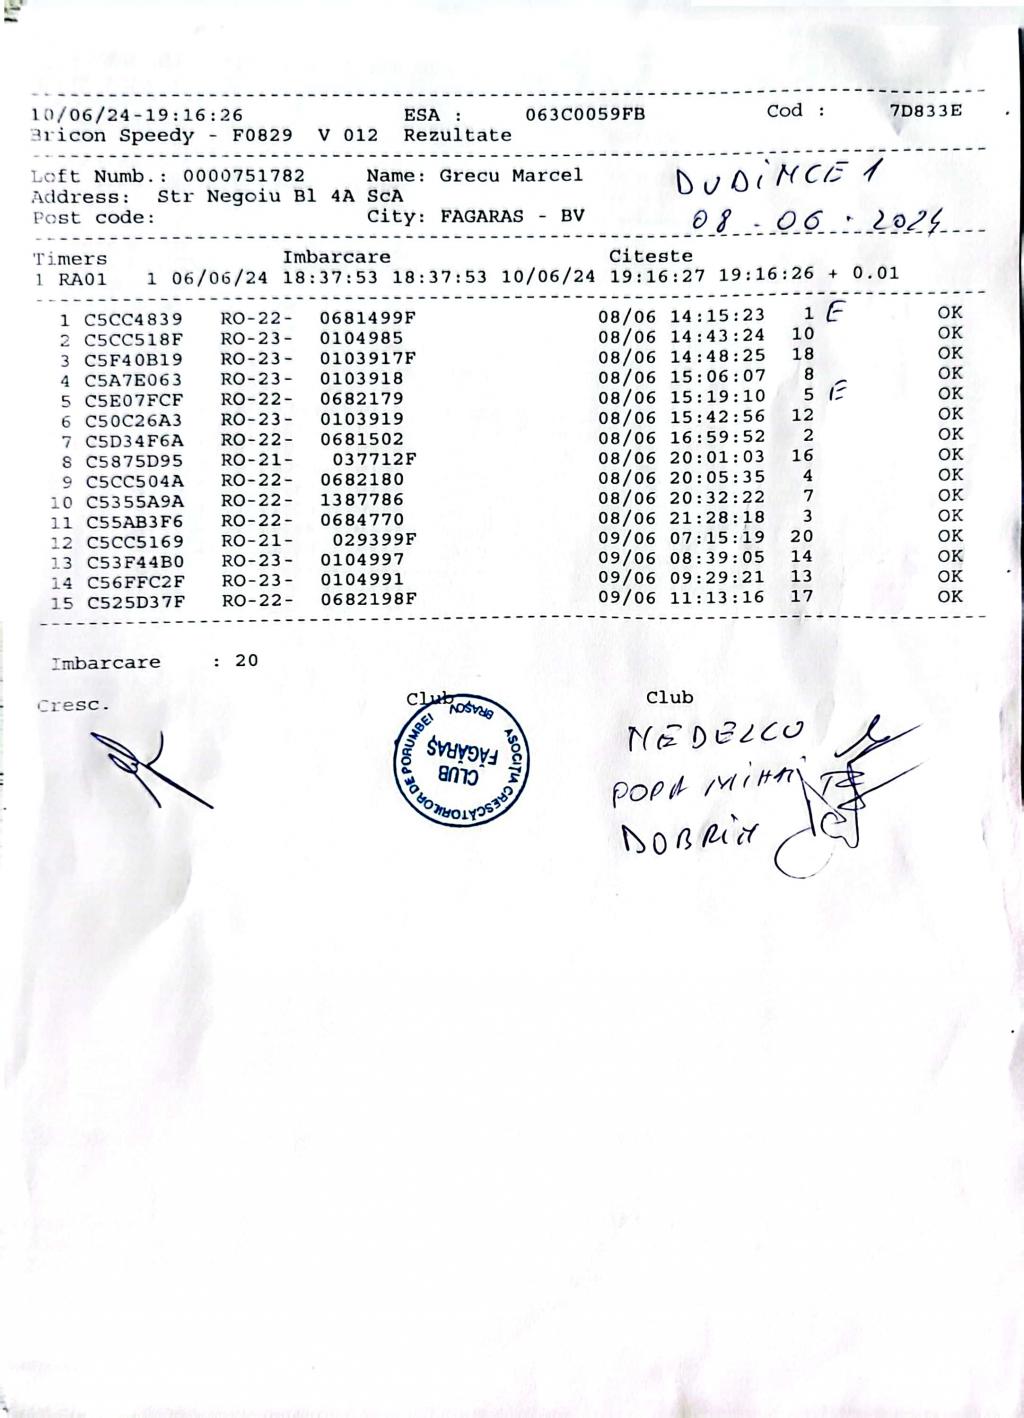 10/06/24-19:16:26 ESA : 063C0059FB Cod : 7D833E
Bricon Speedy - F0829 V 012 Rezultate
Loft Numb.: 0000751782 Name: Grecu Marcel
Address: Str Negoiu Bl 4A ScA
Post code: City: FAGARAS - BV
DUDINCE 1
08.06.2024
Timers Imbarcare Citeste
1 RA01 1 06/06/24 18:37:53 18:37:53 10/06/24 19:16:27 19:16:26 + 0.01
1 C5CC4839 RO-22- 0681499F 08/06 14:15:23 1 E OK
2 C5CC518F RO-23- 0104985 08/06 14:43:24 10 OK
3 C5F40B19 RO-23- 0103917F 08/06 14:48:25 18 OK
4 C5A7E063 RO-23- 0103918 08/06 15:06:07 8 OK
5 C5E07FCF RO-22- 0682179 08/06 15:19:10 5 E OK
6 C50C26A3 RO-23- 0103919 08/06 15:42:56 12 OK
7 C5D34F6A RO-22- 0681502 08/06 16:59:52 2 OK
8 C5875D95 RO-21- 037712F 08/06 20:01:03 16 OK
9 C5CC504A RO-22- 0682180 08/06 20:05:35 4 OK
10 C5355A9A RO-22- 1387786 08/06 20:32:22 7 OK
11 C55AB3F6 RO-22- 0684770 08/06 21:28:18 3 OK
12 C5CC5169 RO-21- 029399F 09/06 07:15:19 20 OK
13 C53F44B0 RO-23- 0104997 09/06 08:39:05 14 OK
14 C56FFC2F RO-23- 0104991 09/06 09:29:21 13 OK
15 C525D37F RO-22- 0682198F 09/06 11:13:16 17 OK
Imbarcare : 20
Cresc. Club Club
ASOCIȚIA CRESCĂTORILOR DE PORUMBEI
BRAȘOV
CLUB
FĂGĂRAȘ
NEDELCU
POPA MIHAI
DOBRIN